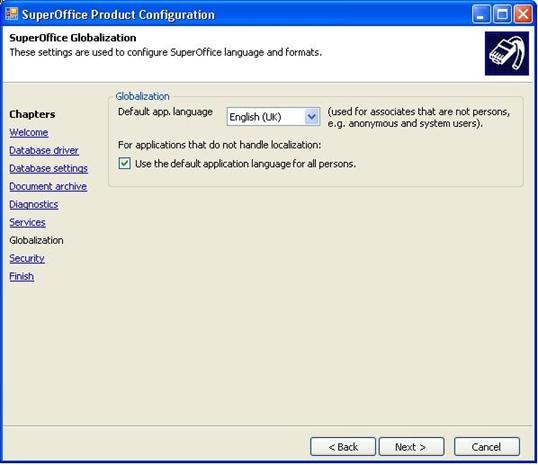 SuperOffice Product Configuration
SuperOffice Globalization
These settings are used to configure SuperOffice language and formats.
Chapters
Welcome
Database driver
Database settings
Document archive
Diagnostics
Services
Globalization
Security
Finish
Globalization
Default app. language
English (UK)
(used for associates that are not persons,
e.g. anonymous and system users).
For applications that do not handle localization:
Use the default application language for all persons.
< Back
Next >
Cancel